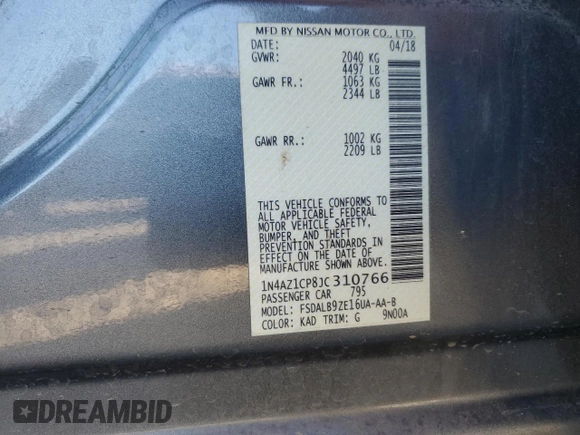 MFD BY NISSAN MOTOR CO., LTD.
DATE: 04/18
GVWR: 2040 KG
4497 LB
GAWR FR.: 1063 KG
2344 LB
GAWR RR.: 1002 KG
2209 LB
THIS VEHICLE CONFORMS TO
ALL APPLICABLE FEDERAL
MOTOR VEHICLE SAFETY,
BUMPER, AND THEFT
PREVENTION STANDARDS IN
EFFECT ON THE DATE OF
MANUFACTURE SHOWN ABOVE.
1N4AZ1CP8JC310766
PASSENGER CAR 795
MODEL: FSDALB9ZE16UA-AA-B
COLOR: KAD TRIM: G 9N00A
DREAMBID